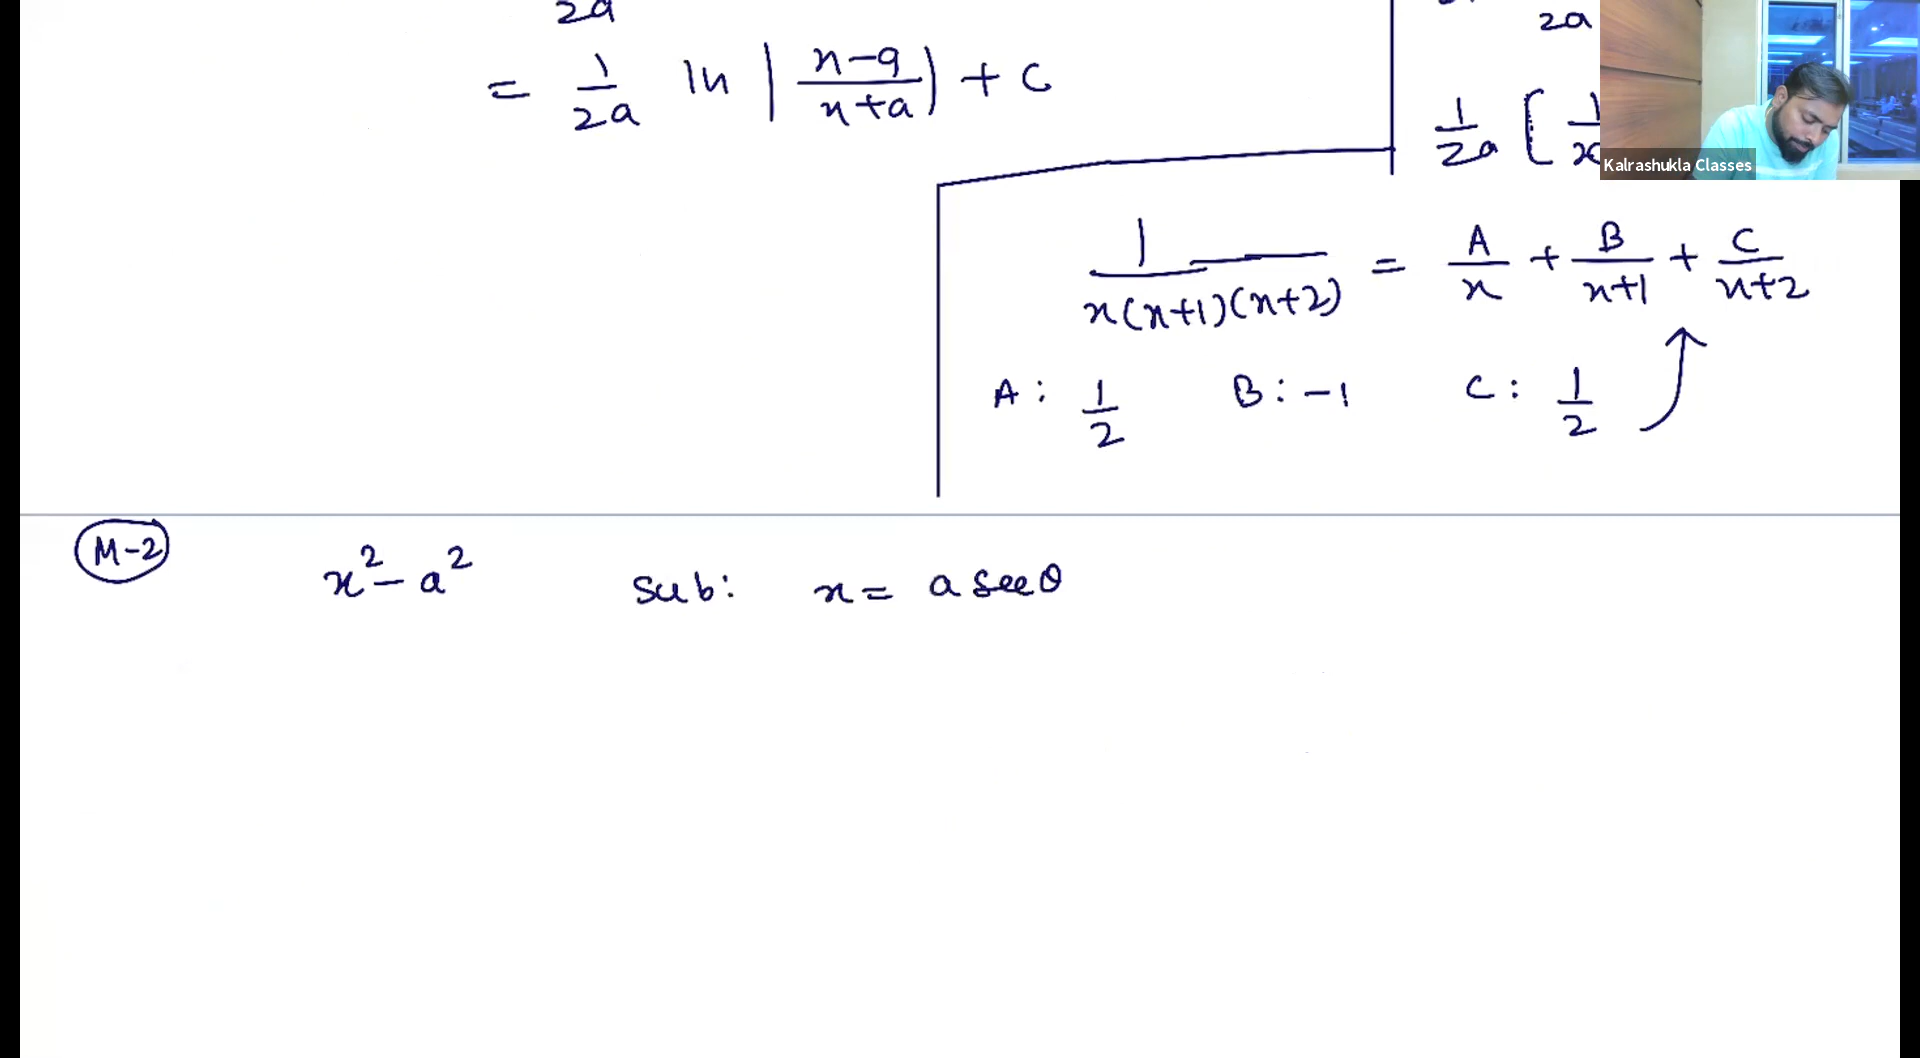 2a
= 1/2a ln |x-a/x+a| + C
2a
1/2a [ 1/x
Kalrashukla Classes
1/x(x+1)(x+2) = A/x + B/x+1 + C/x+2
A: 1/2 B: -1 C: 1/2
M-2 x² - a² Sub: x = a secθ